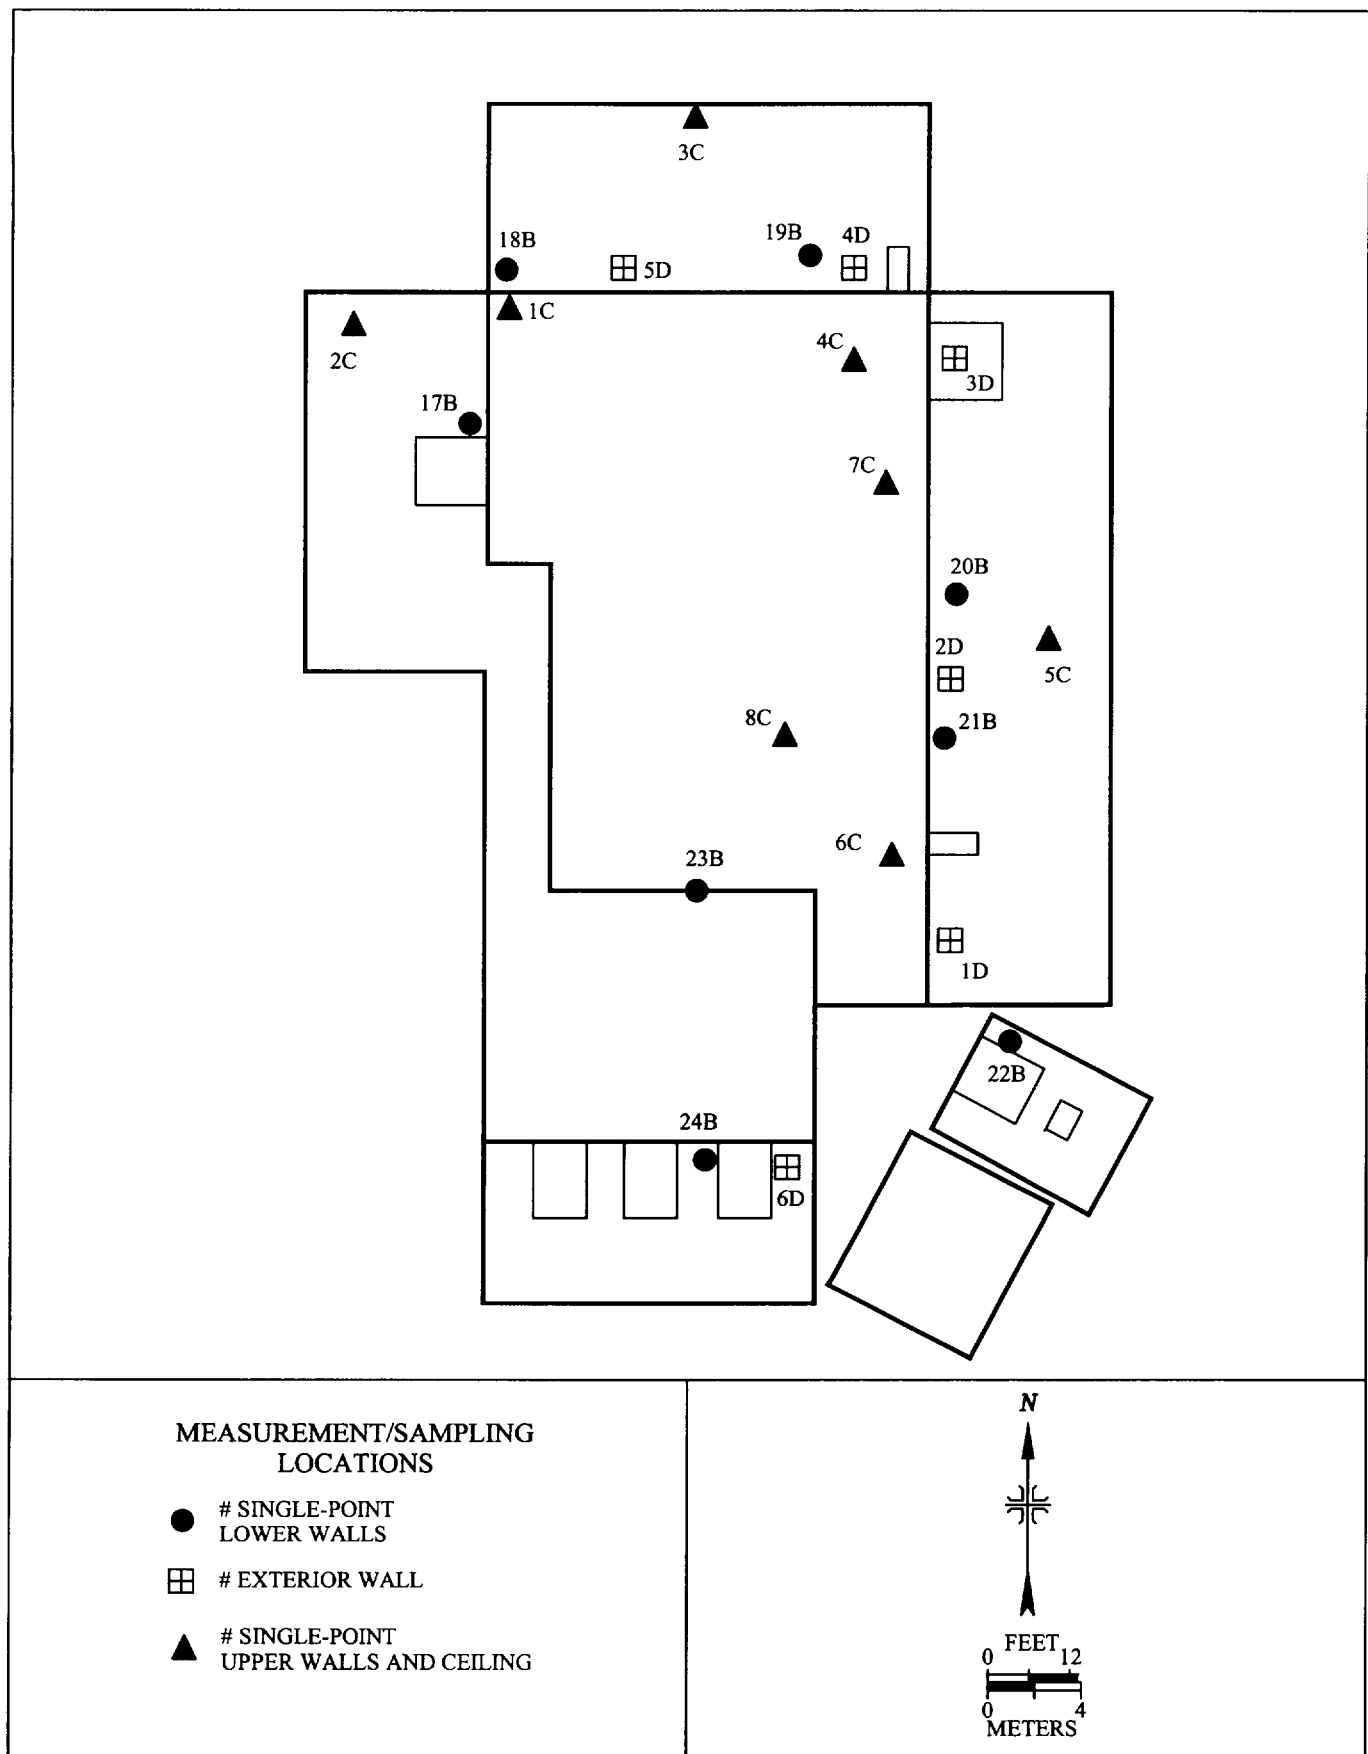 3C
18B
19B
4D
5D
1C
2C
4C
3D
17B
7C
20B
2D
5C
8C
21B
6C
23B
1D
22B
24B
6D
MEASUREMENT/SAMPLING
LOCATIONS
# SINGLE-POINT
LOWER WALLS
# EXTERIOR WALL
# SINGLE-POINT
UPPER WALLS AND CEILING
N
FEET
0 12
0 4
METERS